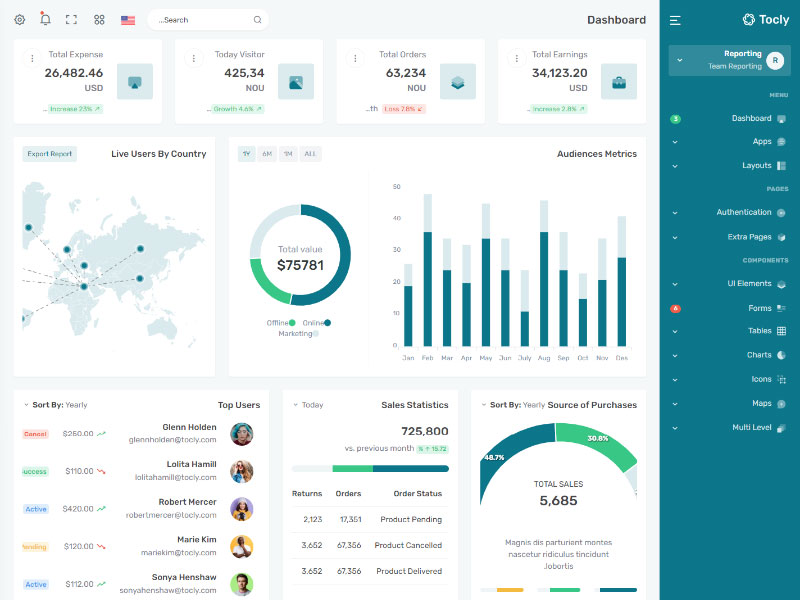 ...Search
Dashboard
Tocly
Total Expense
26,482.46
USD
... Increase 23%
Today Visitor
425,34
NOU
... Growth 4.6%
Total Orders
63,234
NOU
...th Loss 7.8%
Total Earnings
34,123.20
USD
... Increase 2.8%
Reporting
Team Reporting
R
MENU
3 Dashboard
Apps
Layouts
PAGES
Authentication
Extra Pages
COMPONENTS
UI Elements
Forms
Tables
Charts
Icons
Maps
Multi Level
Export Report
Live Users By Country
1Y 6M 1M ALL
Audiences Metrics
Total value
$75781
Offline Online
Marketing
50
40
30
20
10
0
Jan Feb Mar Apr May Jun July Aug Sep Oct Nov Des
Sort By: Yearly
Top Users
Cancel $260.00 Glenn Holden
glennholden@tocly.com
uccess $110.00 Lolita Hamill
lolitahamill@tocly.com
Active $420.00 Robert Mercer
robertmercer@tocly.com
ending $120.00 Marie Kim
mariekim@tocly.com
Active $112.00 Sonya Henshaw
sonyahenshaw@tocly.com
Today
Sales Statistics
725,800
vs. previous month % ↑ 15.72
Returns Orders Order Status
2,123 17,351 Product Pending
3,652 67,356 Product Cancelled
3,652 67,356 Product Delivered
Sort By: Yearly
Source of Purchases
48.7%
30.8%
TOTAL SALES
5,685
Magnis dis parturient montes
nascetur ridiculus tincidunt
.lobortis